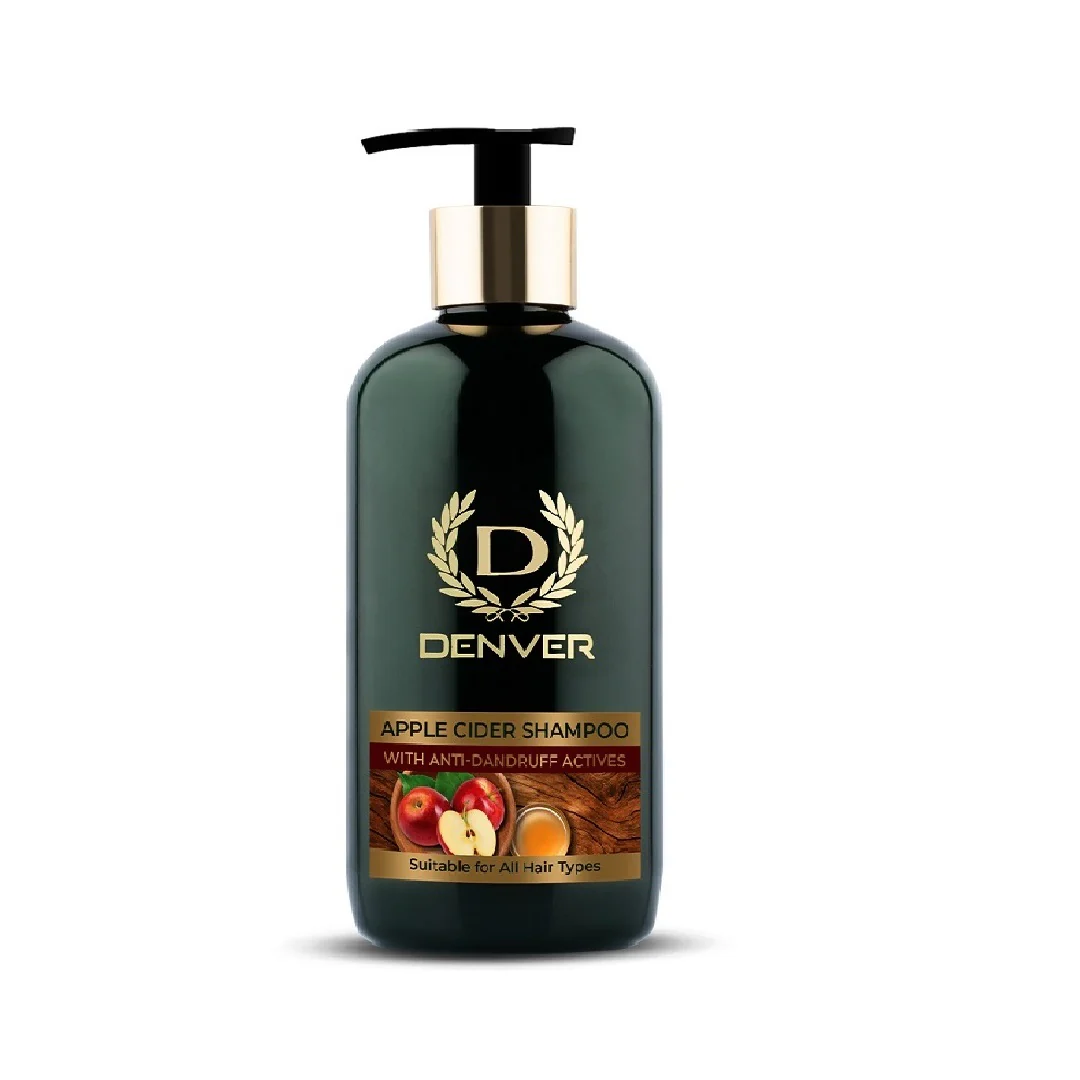 D
DENVER
APPLE CIDER SHAMPOO
WITH ANTI-DANDRUFF ACTIVES
Suitable for All Hair Types